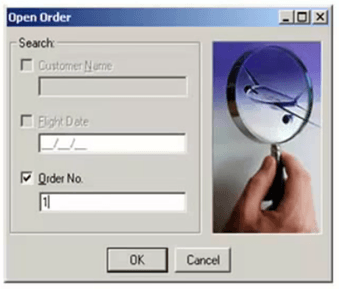 Open Order
Search:
Customer Name
Flight Date
__/__/__
Order No.
1
OK
Cancel